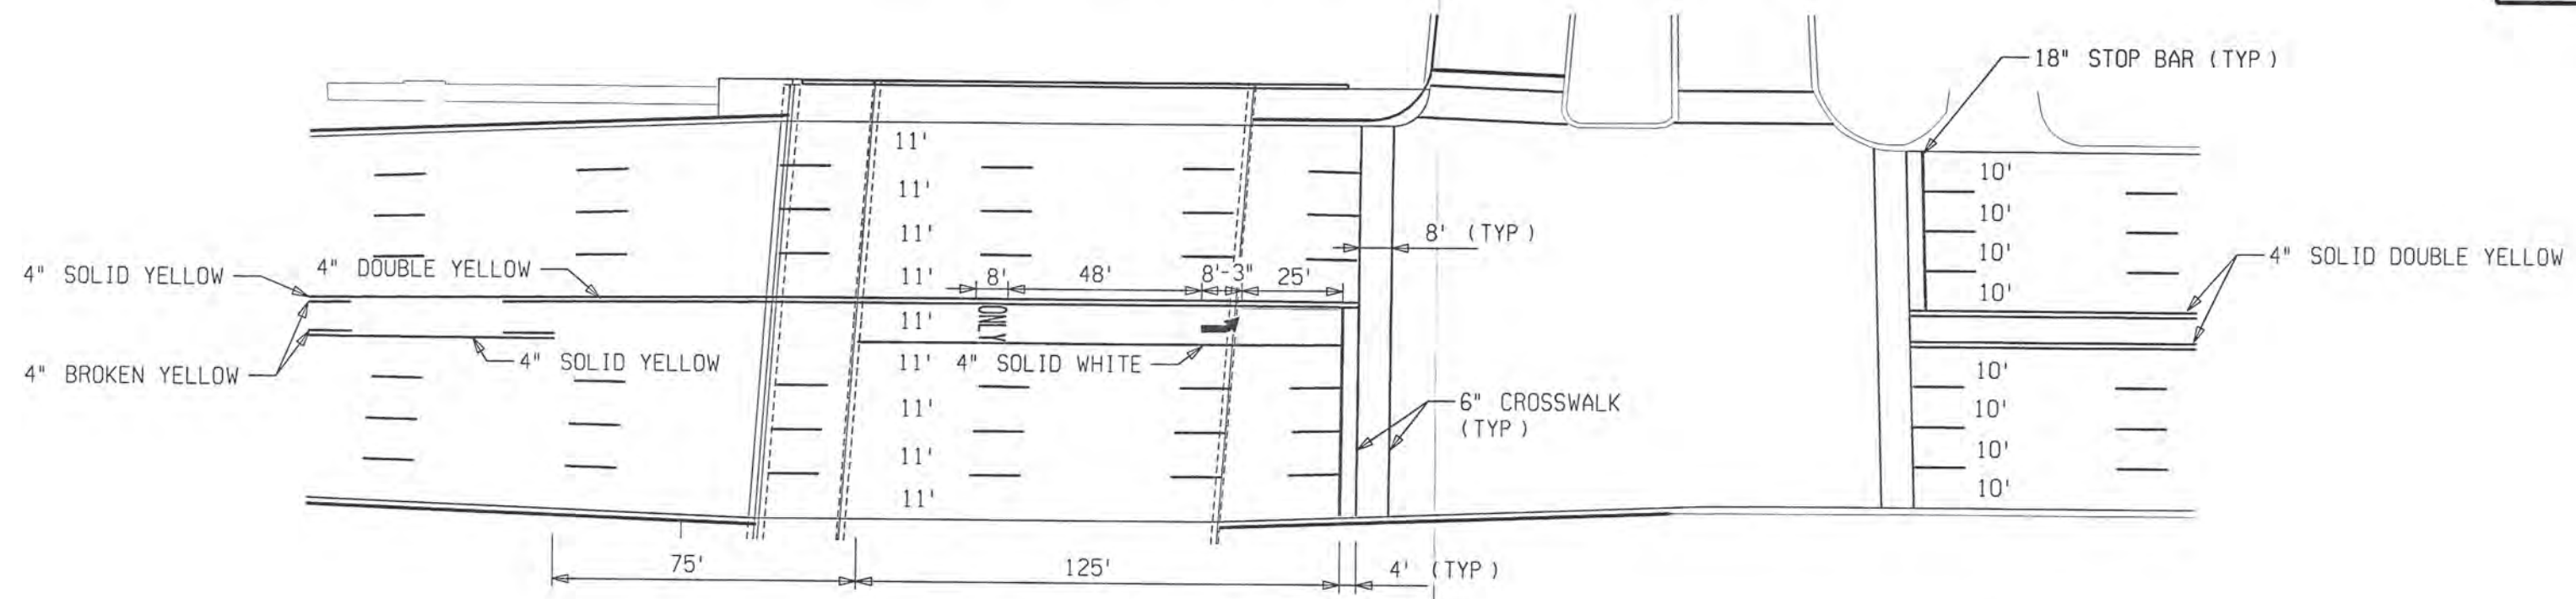 18" STOP BAR (TYP)
11'
11'
11'
11'
11'
11'
11'
11'
11'
10'
10'
10'
10'
10'
10'
10'
10'
8' (TYP)
4" SOLID YELLOW
4" DOUBLE YELLOW
8'
48'
8'-3"
25'
4" SOLID DOUBLE YELLOW
ONLY
4" BROKEN YELLOW
4" SOLID YELLOW
4" SOLID WHITE
6" CROSSWALK
(TYP)
75'
125'
4' (TYP)